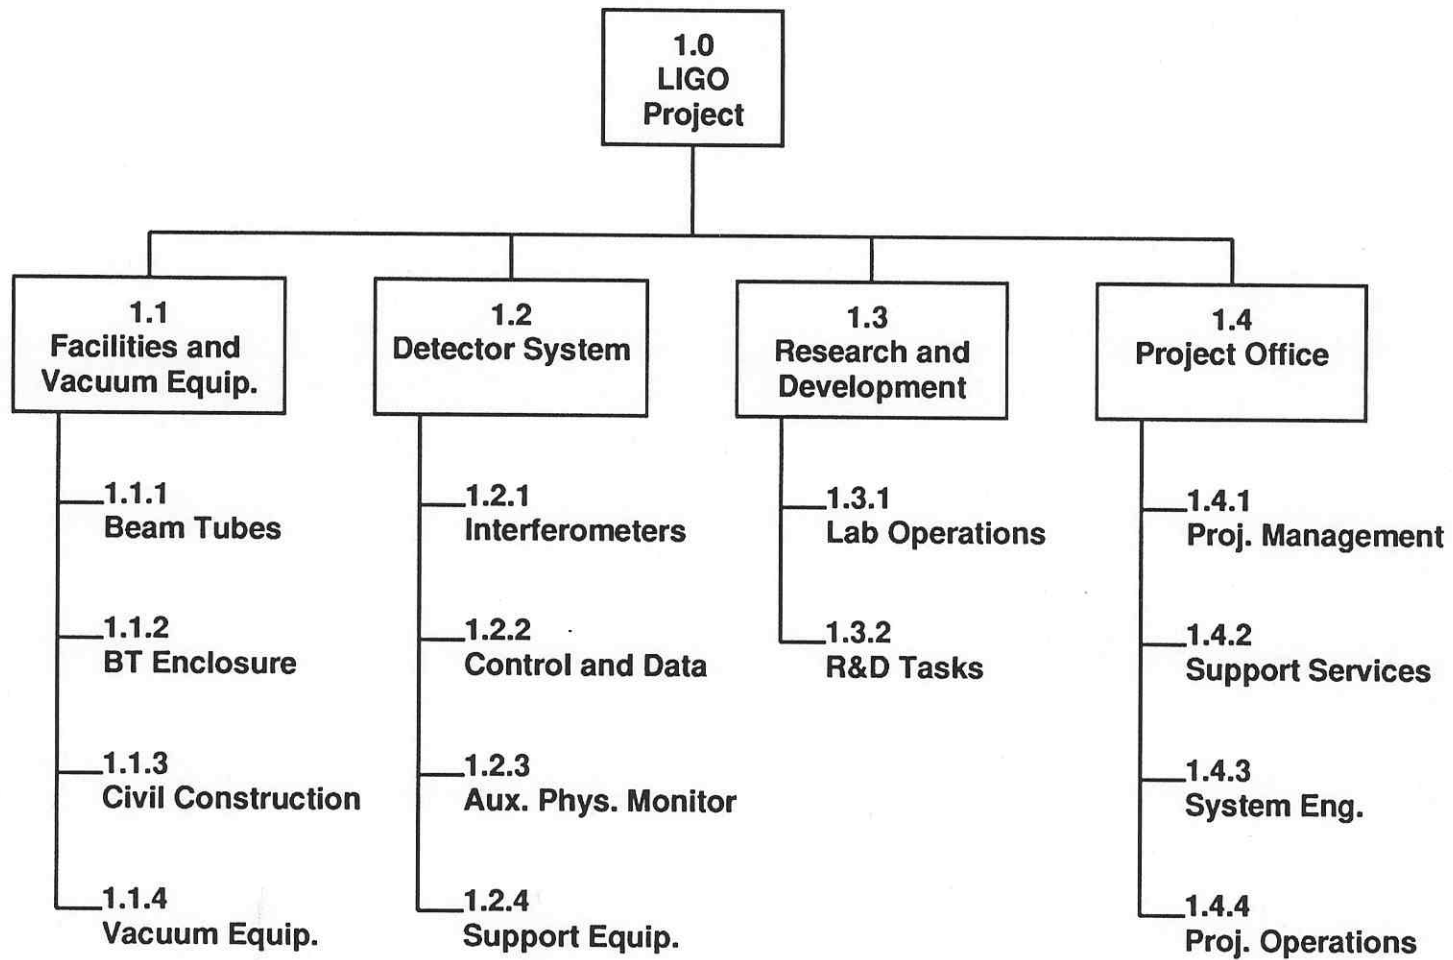 1.0
LIGO
Project
1.1
Facilities and
Vacuum Equip.
1.1.1
Beam Tubes
1.1.2
BT Enclosure
1.1.3
Civil Construction
1.1.4
Vacuum Equip.
1.2
Detector System
1.2.1
Interferometers
1.2.2
Control and Data
1.2.3
Aux. Phys. Monitor
1.2.4
Support Equip.
1.3
Research and
Development
1.3.1
Lab Operations
1.3.2
R&D Tasks
1.4
Project Office
1.4.1
Proj. Management
1.4.2
Support Services
1.4.3
System Eng.
1.4.4
Proj. Operations